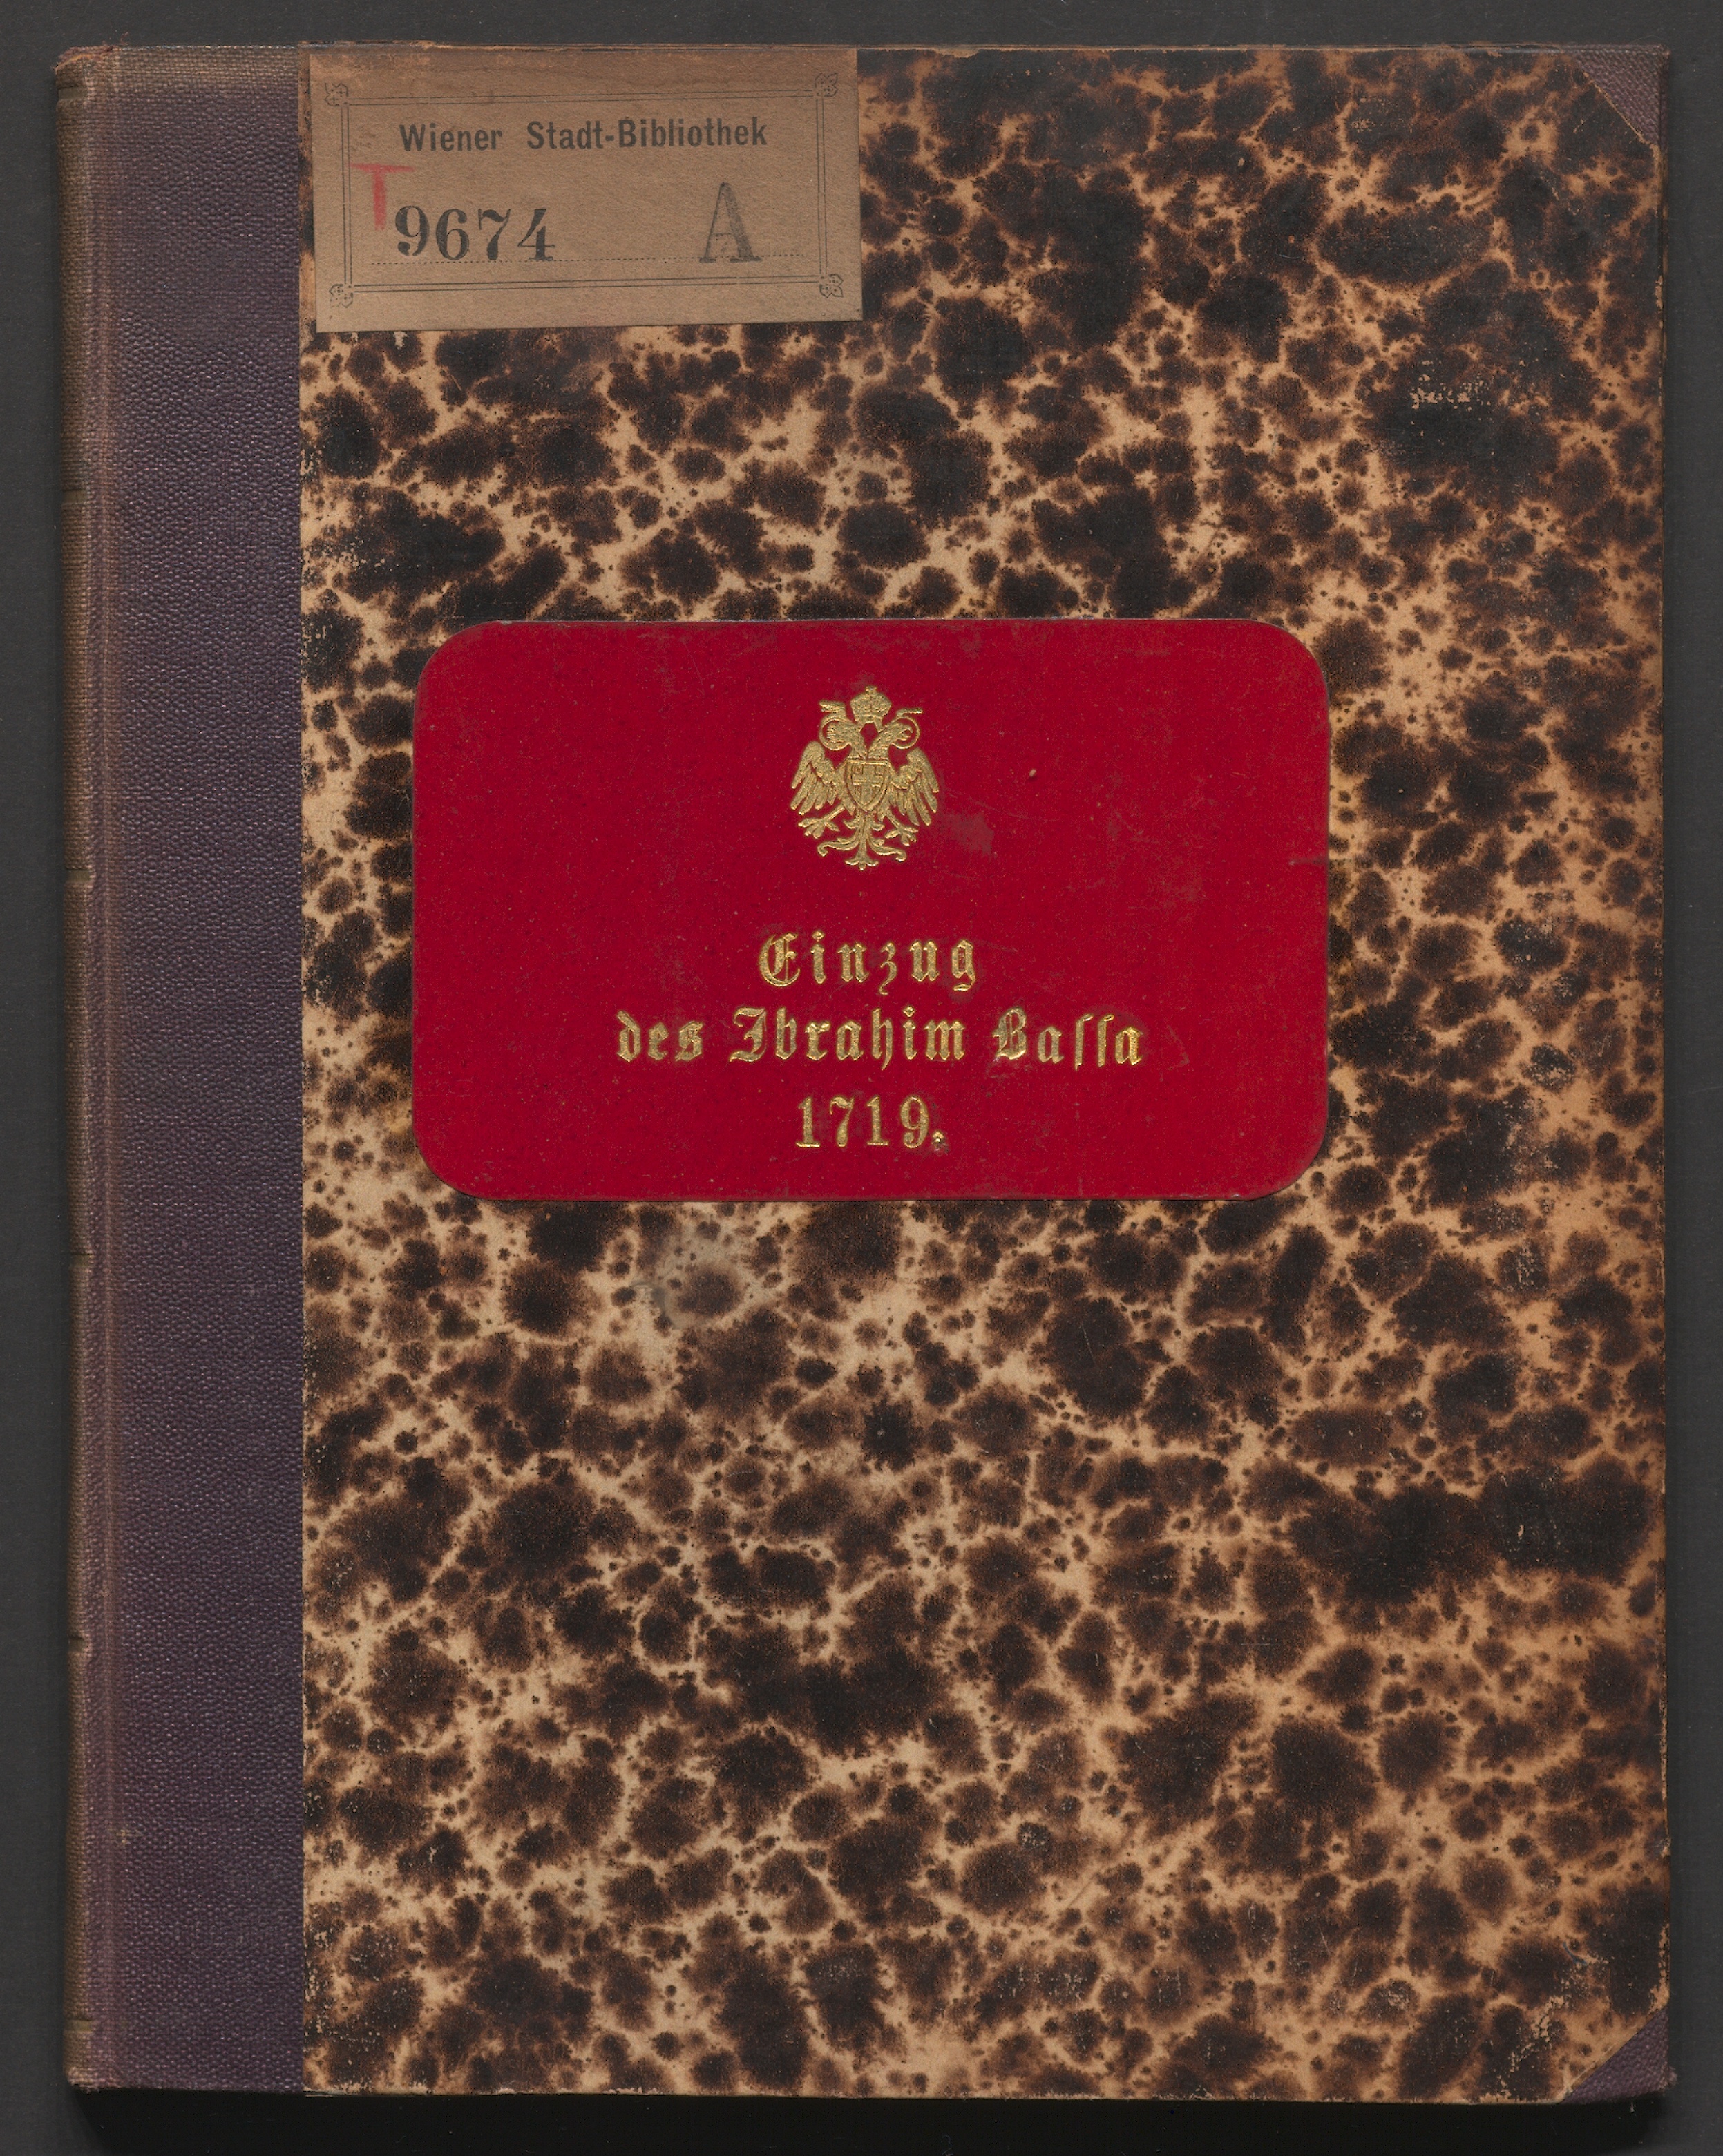 Wiener Stadt-Bibliothek
T
9674 A
Einzug
des Ibrahim Baſſa
1719.